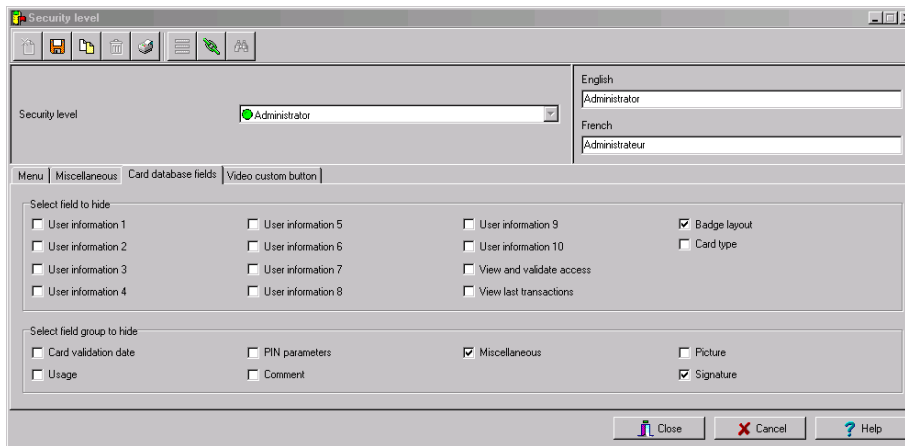 Security level
English
Administrator
Security level
Administrator
French
Administrateur
Menu
Miscellaneous
Card database fields
Video custom button
Select field to hide
User information 1
User information 5
User information 9
Badge layout
User information 2
User information 6
User information 10
Card type
User information 3
User information 7
View and validate access
User information 4
User information 8
View last transactions
Select field group to hide
Card validation date
PIN parameters
Miscellaneous
Picture
Usage
Comment
Signature
Close
Cancel
Help